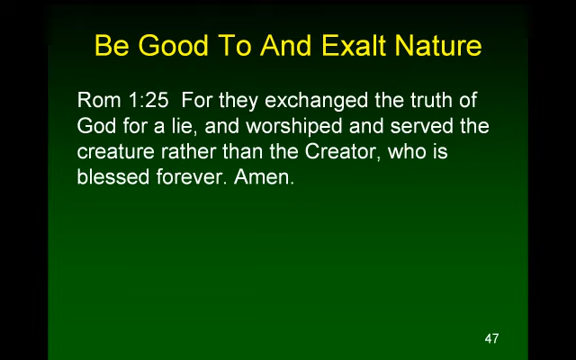 Be Good To And Exalt Nature
Rom 1:25  For they exchanged the truth of
God for a lie, and worshiped and served the
creature rather than the Creator, who is
blessed forever. Amen.
47